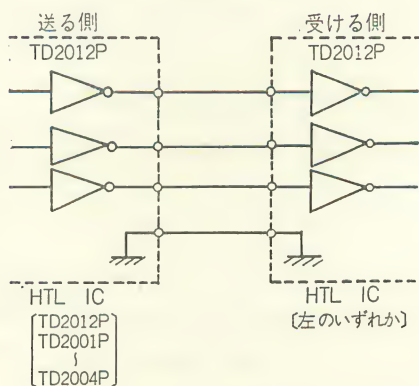 送る側
TD2012P
受ける側
TD2012P
HTL IC
[TD2012P
TD2001P
〜
TD2004P]
HTL IC
〔左のいずれか〕